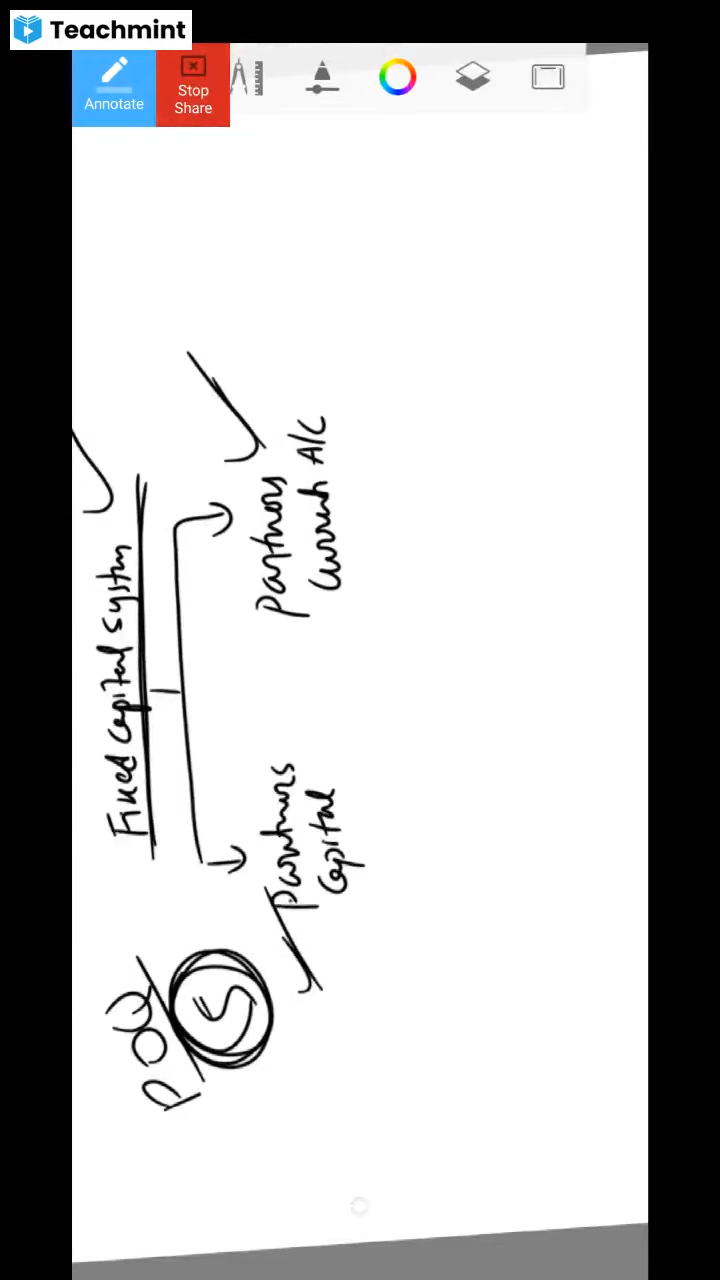 Teachmint
Annotate
Stop
Share
Fixed Capital System
Partners
Capital
Partners
Current A/C